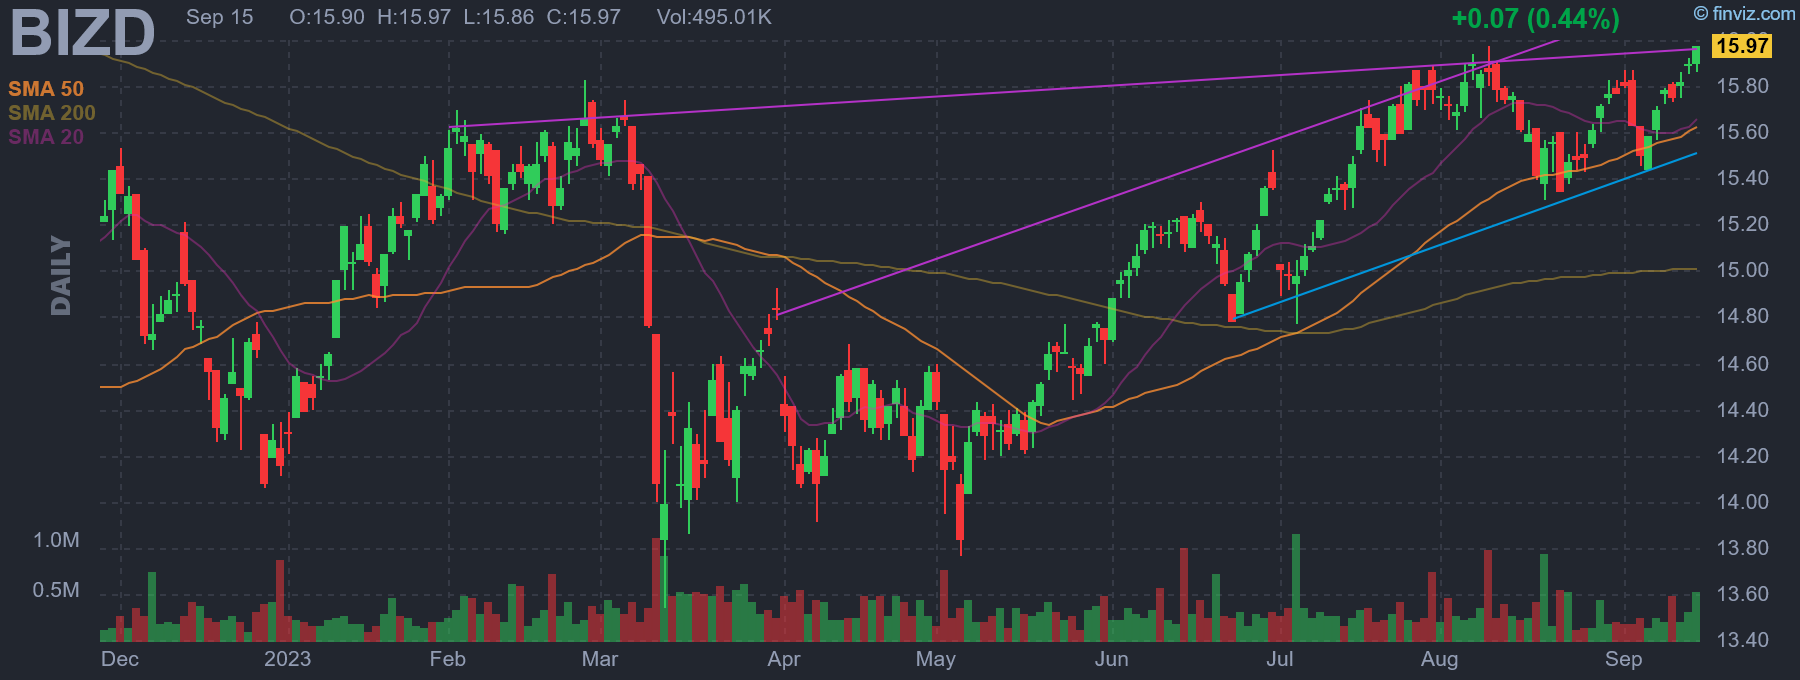 BIZD
Sep 15 O:15.90 H:15.97 L:15.86 C:15.97 Vol:495.01K
+0.07 (0.44%)
© finviz.com
SMA 50
SMA 200
SMA 20
DAILY
15.97
15.80
15.60
15.40
15.20
15.00
14.80
14.60
14.40
14.20
14.00
13.80
13.60
13.40
1.0M
0.5M
Dec 2023 Feb Mar Apr May Jun Jul Aug Sep